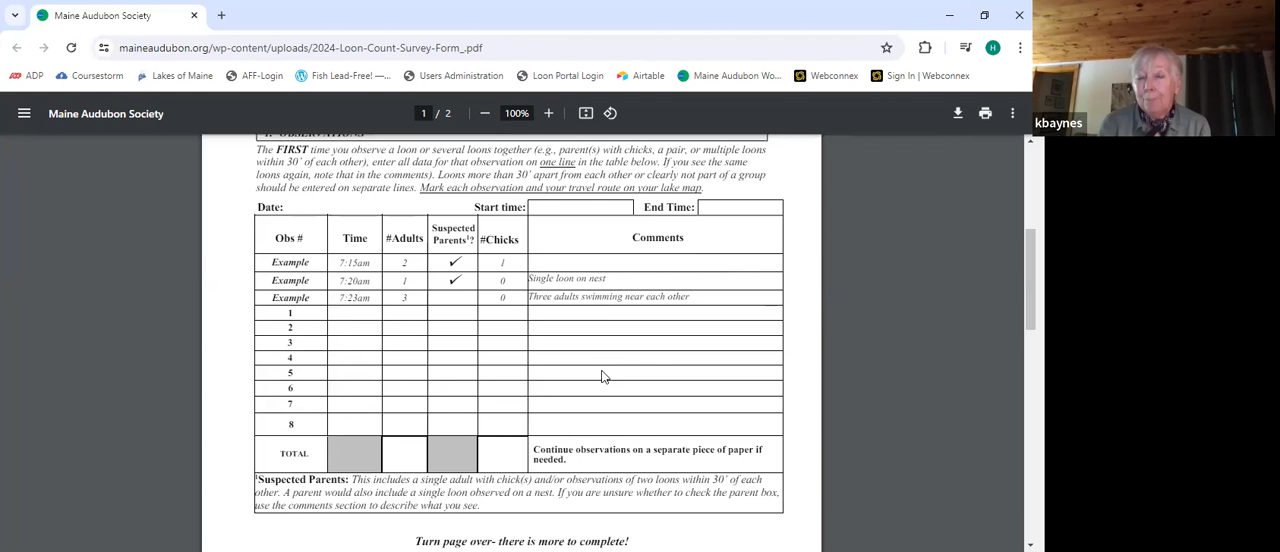 Maine Audubon Society
maineaudubon.org/wp-content/uploads/2024-Loon-Count-Survey-Form_.pdf
H
ADP Coursestorm Lakes of Maine AFF-Login Fish Lead-Free! —... Users Administration Loon Portal Login Airtable Maine Audubon Wo... Webconnex Sign In | Webconnex
Maine Audubon Society 1 / 2 100%
kbaynes
1. OBSERVATIONS
The FIRST time you observe a loon or several loons together (e.g., parent(s) with chicks, a pair, or multiple loons
within 30' of each other), enter all data for that observation on one line in the table below. If you see the same
loons again, note that in the comments). Loons more than 30' apart from each other or clearly not part of a group
should be entered on separate lines. Mark each observation and your travel route on your lake map.
Date: Start time: End Time:
Obs # Time #Adults Suspected Parents¹? #Chicks Comments
Example 7:15am 2 ✓ 1
Example 7:20am 1 ✓ 0 Single loon on nest
Example 7:23am 3 0 Three adults swimming near each other
1
2
3
4
5
6
7
8
TOTAL Continue observations on a separate piece of paper if
needed.
¹Suspected Parents: This includes a single adult with chick(s) and/or observations of two loons within 30' of each
other. A parent would also include a single loon observed on a nest. If you are unsure whether to check the parent box,
use the comments section to describe what you see.
Turn page over- there is more to complete!